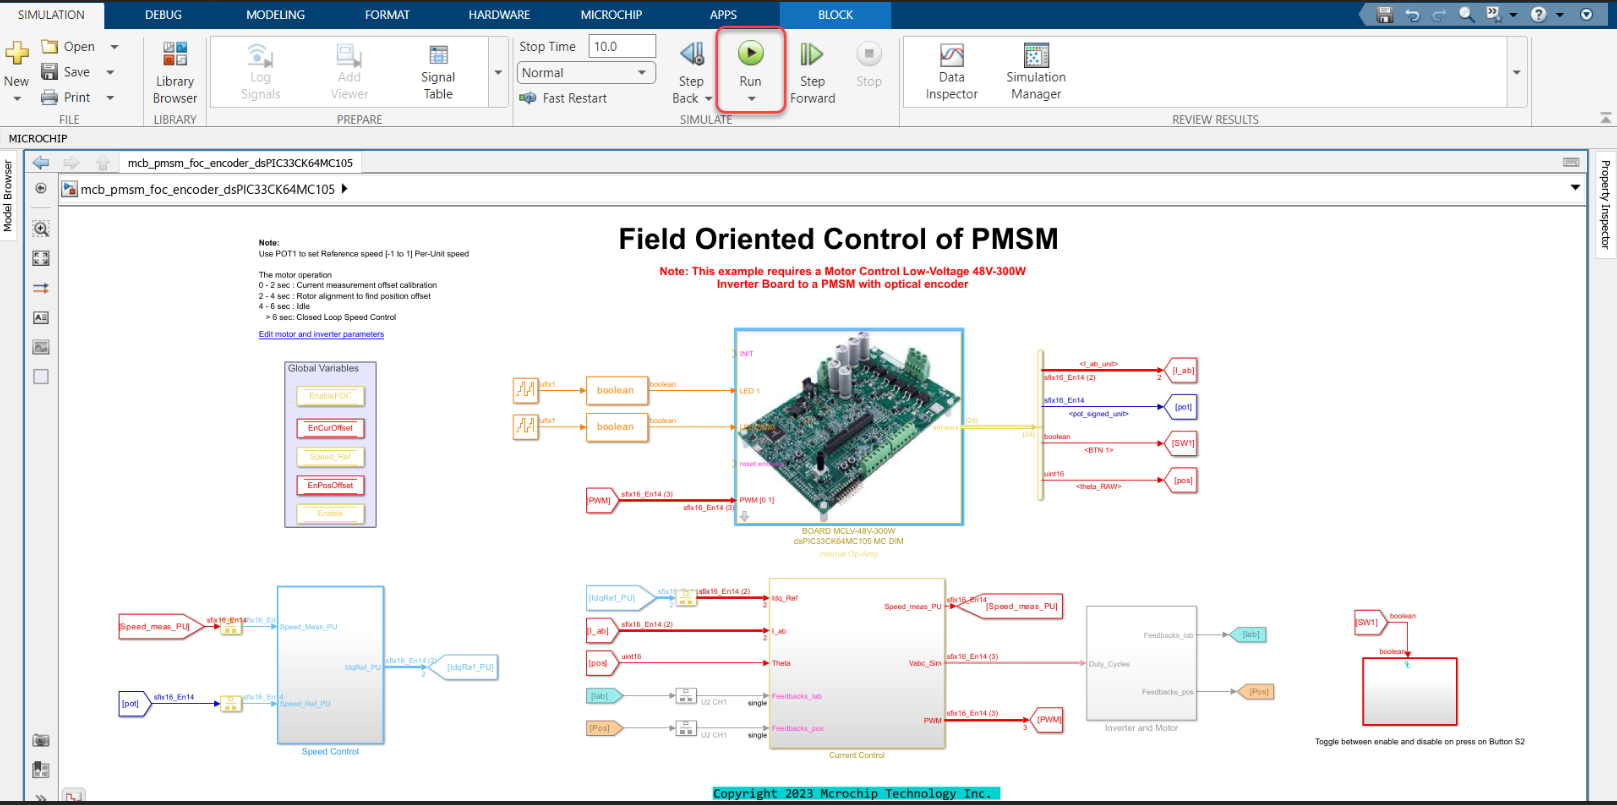 SIMULATION
DEBUG
MODELING
FORMAT
HARDWARE
MICROCHIP
APPS
BLOCK
New
Open
Save
Print
FILE
Library
Browser
LIBRARY
Log
Signals
Add
Viewer
Signal
Table
PREPARE
Stop Time 10.0
Normal
Fast Restart
Step
Back
Run
Step
Forward
Stop
SIMULATE
Data
Inspector
Simulation
Manager
REVIEW RESULTS
MICROCHIP
Model Browser
Property Inspector
mcb_pmsm_foc_encoder_dsPIC33CK64MC105
mcb_pmsm_foc_encoder_dsPIC33CK64MC105
Field Oriented Control of PMSM
Note: This example requires a Motor Control Low-Voltage 48V-300W
Inverter Board to a PMSM with optical encoder
Note:
Use POT1 to set Reference speed [-1 to 1] Per-Unit speed
The motor operation
0 - 2 sec : Current measurement offset calibration
2 - 4 sec : Rotor alignment to find position offset
4 - 6 sec : Idle
> 6 sec: Closed Loop Speed Control
Edit motor and inverter parameters
Global Variables
EnableFOC
EnCurOffset
Speed_Ref
EnPosOffset
Enable
ufix1
boolean
boolean
LED 1
ufix1
boolean
boolean
INIT
[PWM]
sfix16_En14 (3)
sfix16_En14 (3)
PWM [0 1]
sensors
[24]
[24]
BOARD MCLV-48V-300W
dsPIC33CK64MC105 MC DIM
Internal Op-Amp
<I_ab_unit>
sfix16_En14 (2)
2
[I_ab]
sfix16_En14
<pot_signed_unit>
[pot]
boolean
<BTN 1>
[SW1]
uint16
<theta_RAW>
[pos]
[Speed_meas_PU]
sfix16_En14
Speed_Meas_PU
[pot]
sfix16_En14
Speed_Ref_PU
IdqRef_PU
sfix16_En14 (2)
2
[IdqRef_PU]
Speed Control
[IdqRef_PU]
2
sfix16_En14 (2)
2
Idq_Ref
[I_ab]
sfix16_En14 (2)
2
I_ab
[pos]
uint16
Theta
[Iab]
U2 CH1
single
Feedbacks_Iab
[Pos]
U2 CH1
single
Feedbacks_pos
Speed_meas_PU
sfix16_En14
[Speed_meas_PU]
Vabc_Sim
sfix16_En14 (3)
PWM
sfix16_En14 (3)
3
[PWM]
Current Control
Duty_Cycles
Feedbacks_Iab
[Iab]
Feedbacks_pos
[Pos]
Inverter and Motor
[SW1]
boolean
boolean
Toggle between enable and disable on press on Button S2
Copyright 2023 Mcrochip Technology Inc.